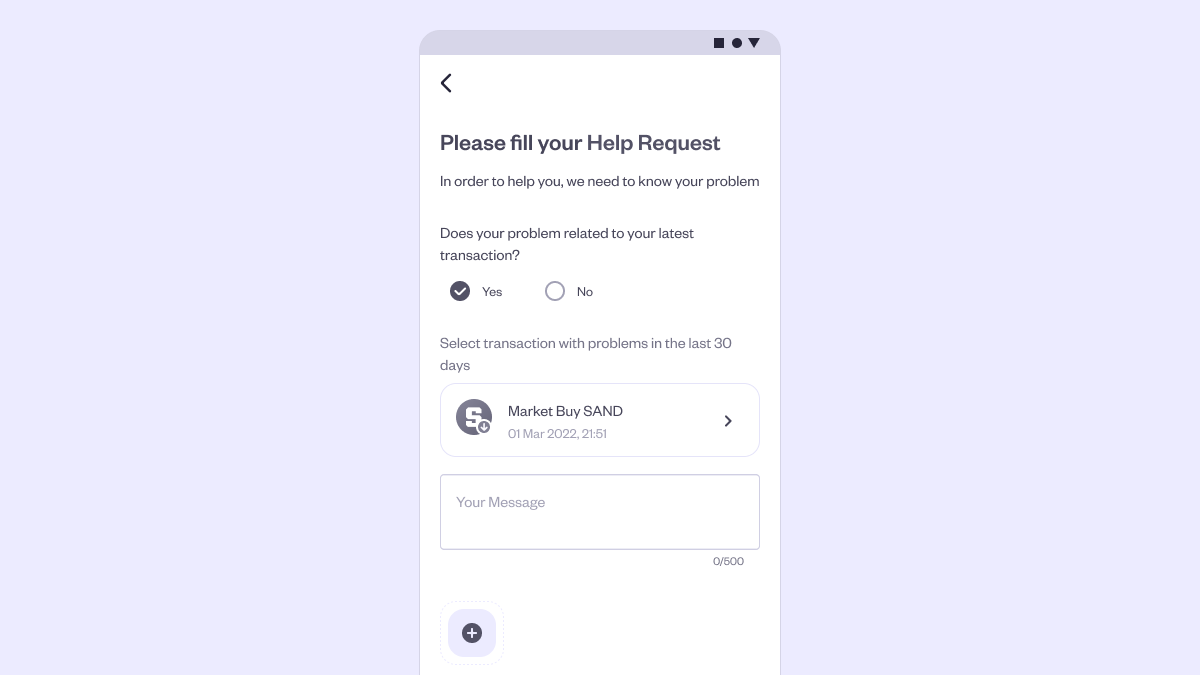 Please fill your Help Request
In order to help you, we need to know your problem
Does your problem related to your latest
transaction?
Yes
No
Select transaction with problems in the last 30
days
S
Market Buy SAND
01 Mar 2022, 21:51
Your Message
0/500